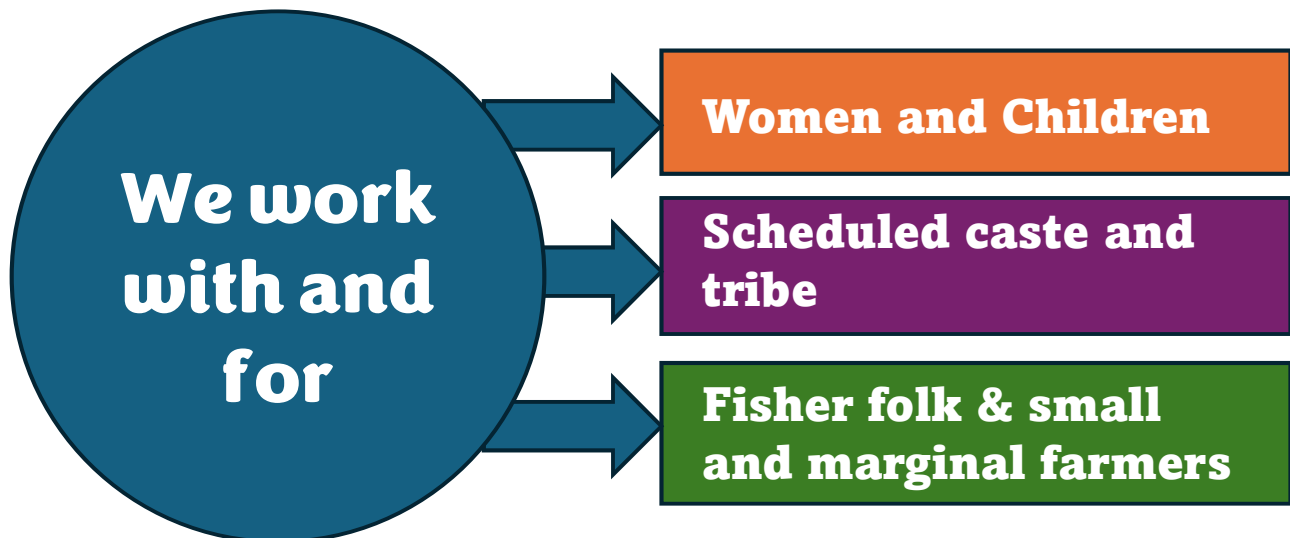 We work
with and
for
Women and Children
Scheduled caste and
tribe
Fisher folk & small
and marginal farmers